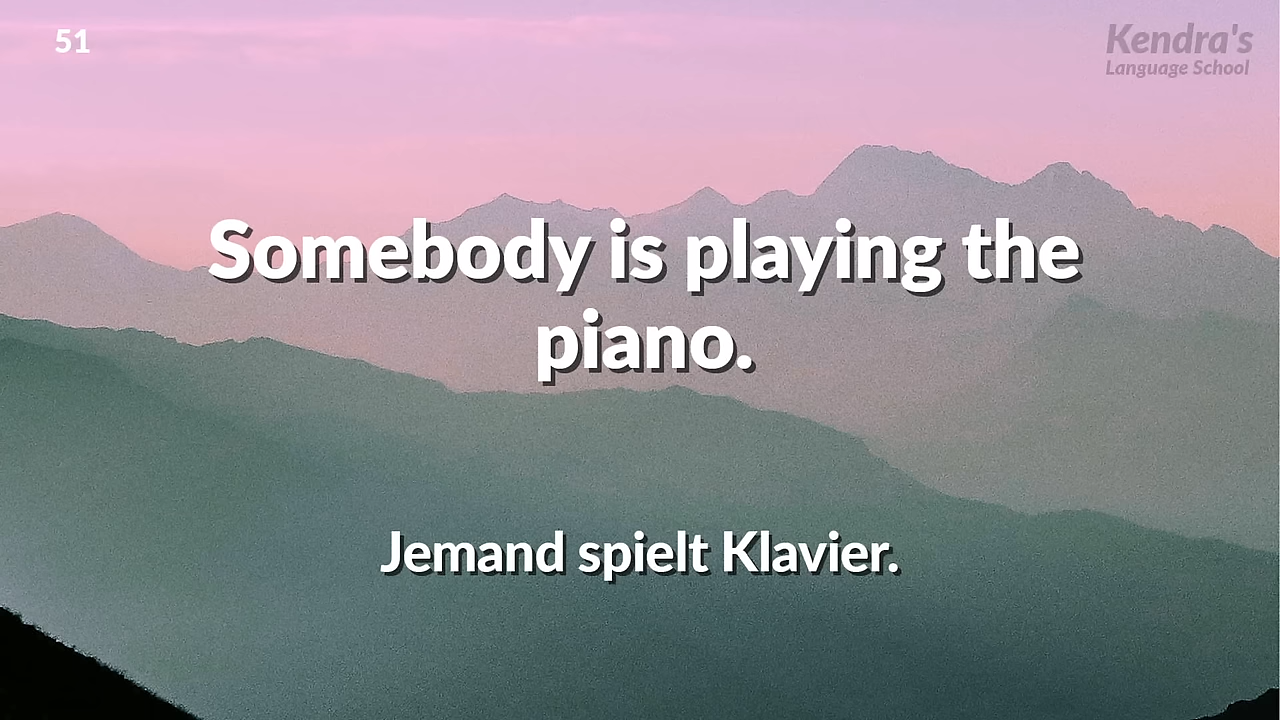 51
Kendra's
Language School
Somebody is playing the
piano.
Jemand spielt Klavier.